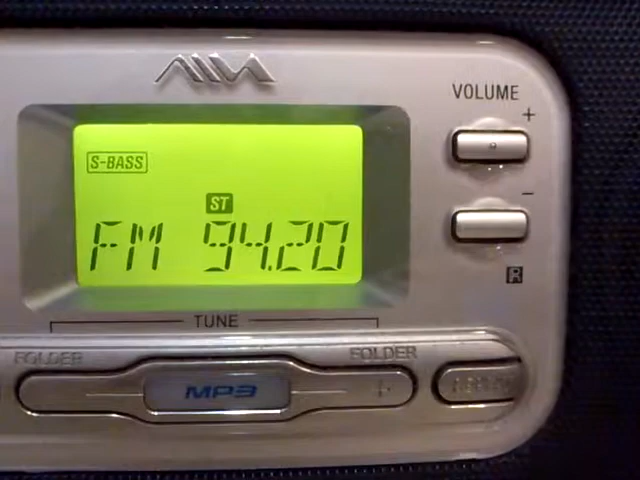 AIWA
VOLUME
+
S-BASS
ST
−
FM 94.20
R
TUNE
FOLDER FOLDER
MP3 +